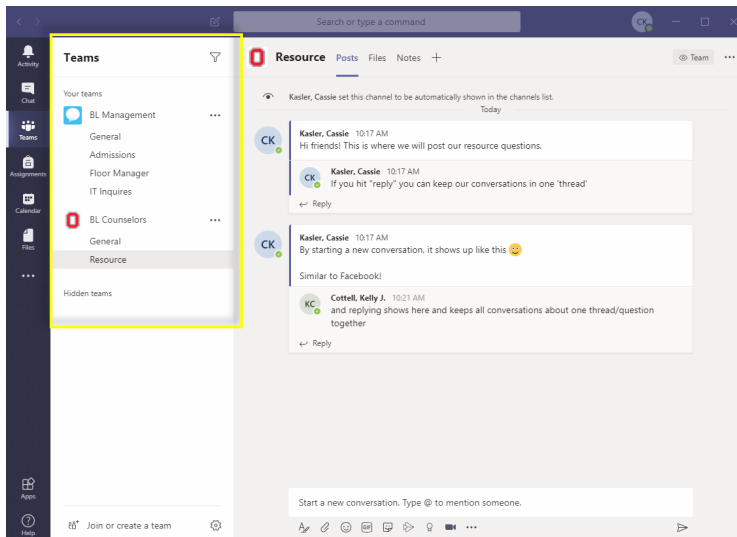 Search or type a command
CK
Activity
Chat
Teams
Assignments
Calendar
Files
Apps
Help
Teams
Your teams
BL Management
General
Admissions
Floor Manager
IT Inquires
BL Counselors
General
Resource
Hidden teams
Join or create a team
Resource Posts Files Notes
Team
Kasler, Cassie set this channel to be automatically shown in the channels list.
Today
CK
Kasler, Cassie 10:17 AM
Hi friends! This is where we will post our resource questions.
CK
Kasler, Cassie 10:17 AM
If you hit "reply" you can keep our conversations in one 'thread'
Reply
CK
Kasler, Cassie 10:17 AM
By starting a new conversation, it shows up like this
Similar to Facebook!
KC
Cottell, Kelly J. 10:21 AM
and replying shows here and keeps all conversations about one thread/question
together
Reply
Start a new conversation. Type @ to mention someone.
GIF